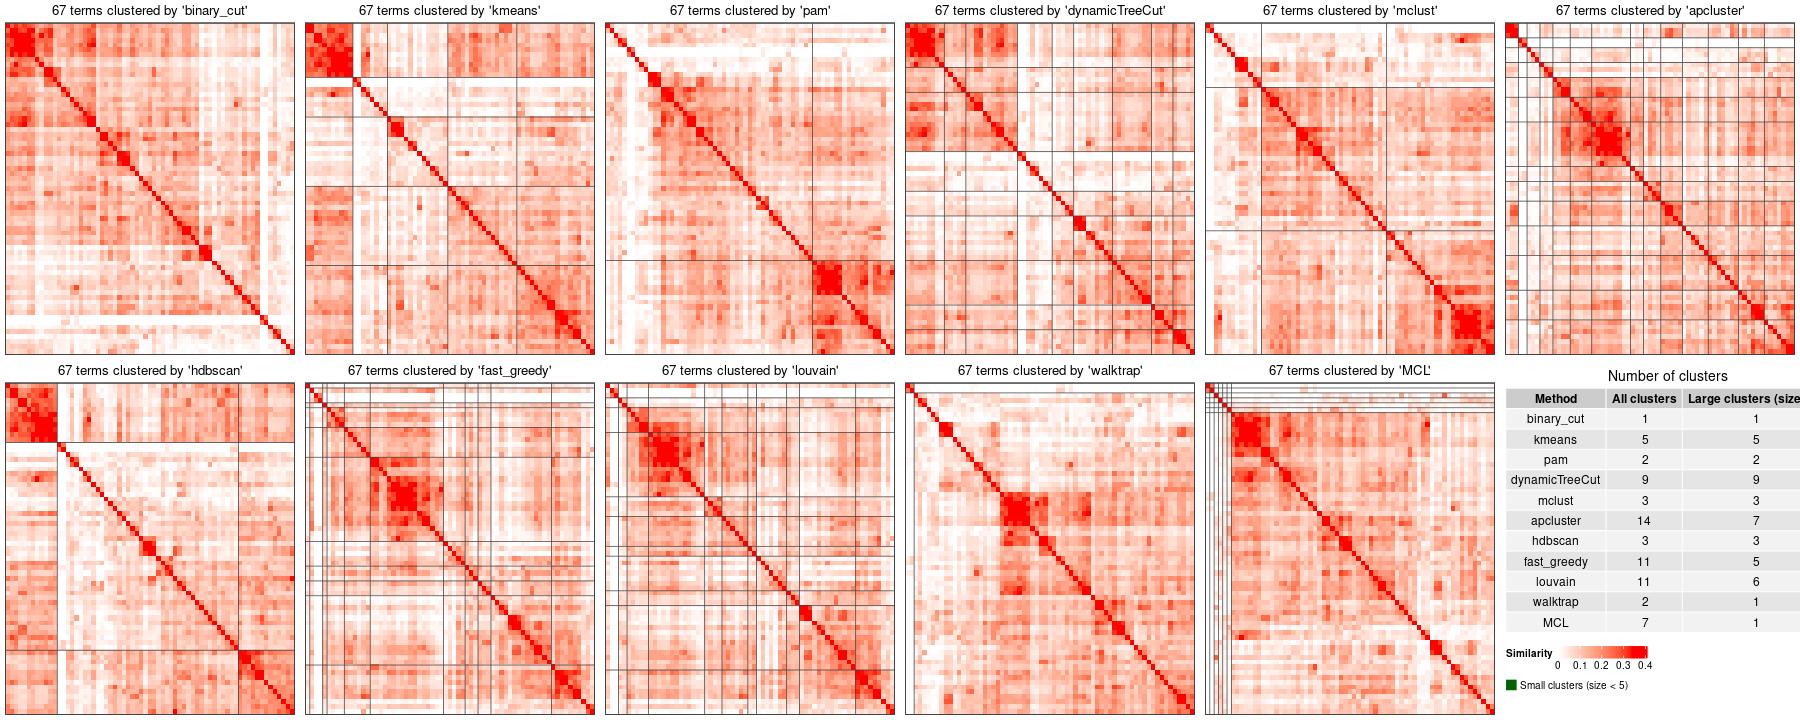 67 terms clustered by 'binary_cut'
67 terms clustered by 'kmeans'
67 terms clustered by 'pam'
67 terms clustered by 'dynamicTreeCut'
67 terms clustered by 'mclust'
67 terms clustered by 'apcluster'
67 terms clustered by 'hdbscan'
67 terms clustered by 'fast_greedy'
67 terms clustered by 'louvain'
67 terms clustered by 'walktrap'
67 terms clustered by 'MCL'
Number of clusters
Method All clusters Large clusters (size
binary_cut 1 1
kmeans 5 5
pam 2 2
dynamicTreeCut 9 9
mclust 3 3
apcluster 14 7
hdbscan 3 3
fast_greedy 11 5
louvain 11 6
walktrap 2 1
MCL 7 1
Similarity
0 0.1 0.2 0.3 0.4
Small clusters (size < 5)